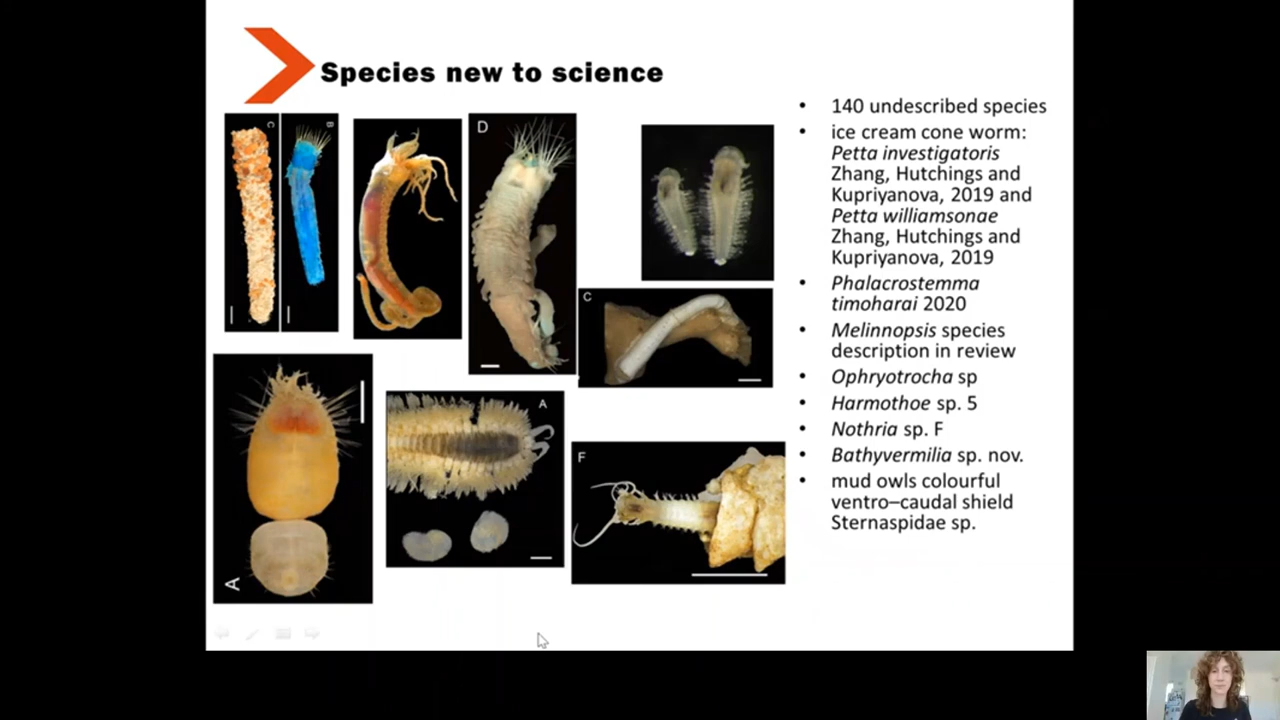 Species new to science
C
B
D
C
A
A
F
• 140 undescribed species
• ice cream cone worm:
Petta investigatoris
Zhang, Hutchings and
Kupriyanova, 2019 and
Petta williamsonae
Zhang, Hutchings and
Kupriyanova, 2019
• Phalacrostemma
timoharai 2020
• Melinnopsis species
description in review
• Ophryotrocha sp
• Harmothoe sp. 5
• Nothria sp. F
• Bathyvermilia sp. nov.
• mud owls colourful
ventro–caudal shield
Sternaspidae sp.